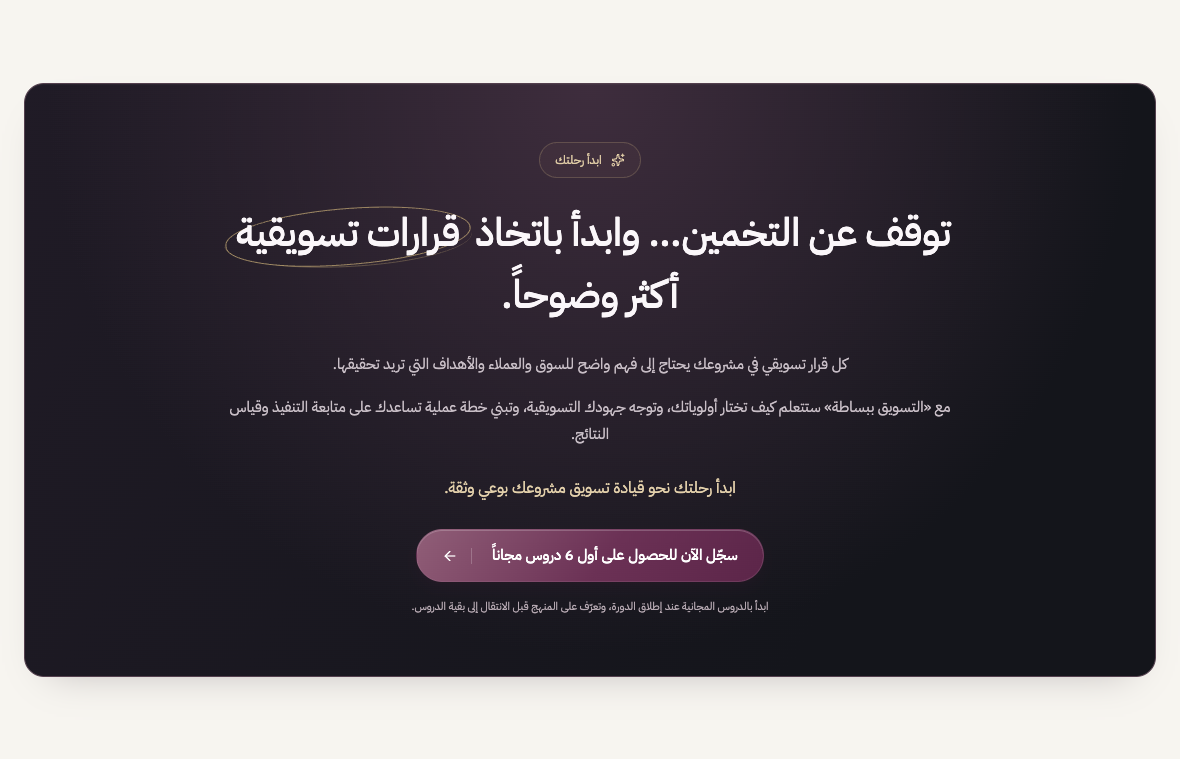 ابدأ رحلتك
توقف عن التخمين... وابدأ باتخاذ قرارات تسويقية
أكثر وضوحاً.
كل قرار تسويقي في مشروعك يحتاج إلى فهم واضح للسوق والعملاء والأهداف التي تريد تحقيقها.
مع «التسويق ببساطة» ستتعلم كيف تختار أولوياتك، وتوجه جهودك التسويقية، وتبني خطة عملية تساعدك على متابعة التنفيذ وقياس
النتائج.
ابدأ رحلتك نحو قيادة تسويق مشروعك بوعي وثقة.
سجّل الآن للحصول على أول 6 دروس مجاناً
ابدأ بالدروس المجانية عند إطلاق الدورة، وتعرّف على المنهج قبل الانتقال إلى بقية الدروس.